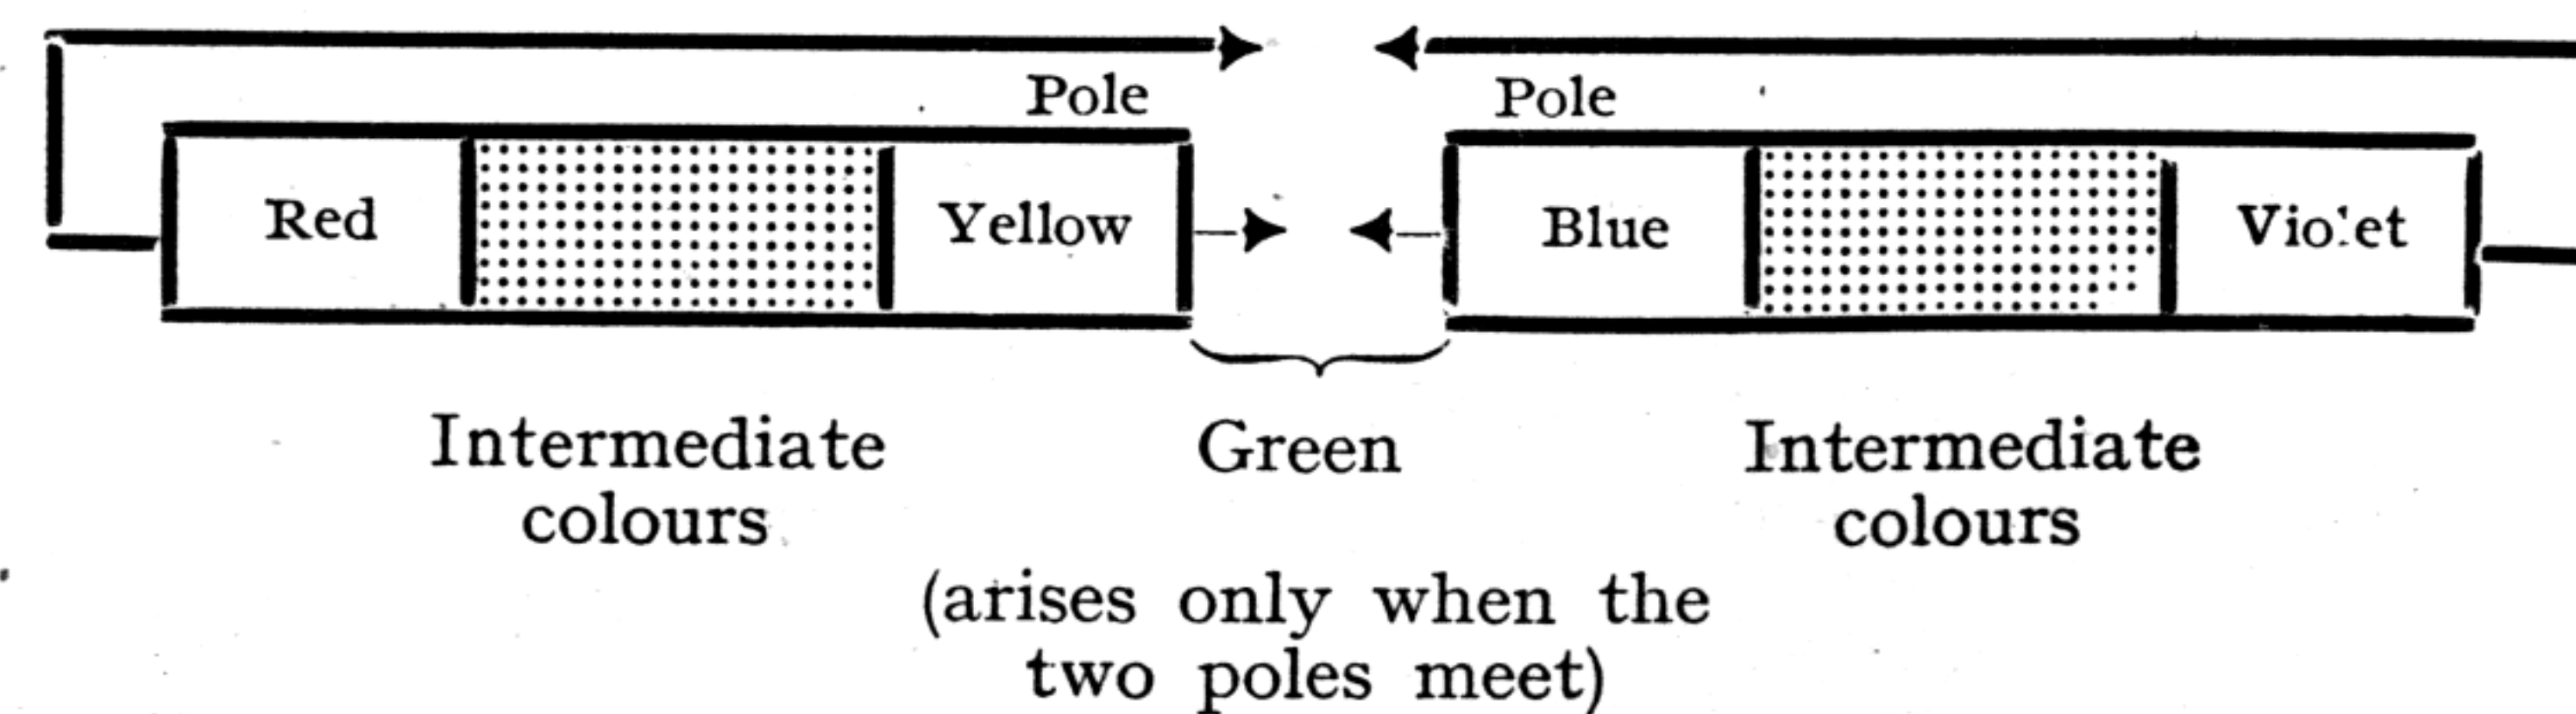 Pole Pole
Red Yellow Blue Violet
Intermediate Green Intermediate
colours colours
(arises only when the
two poles meet)